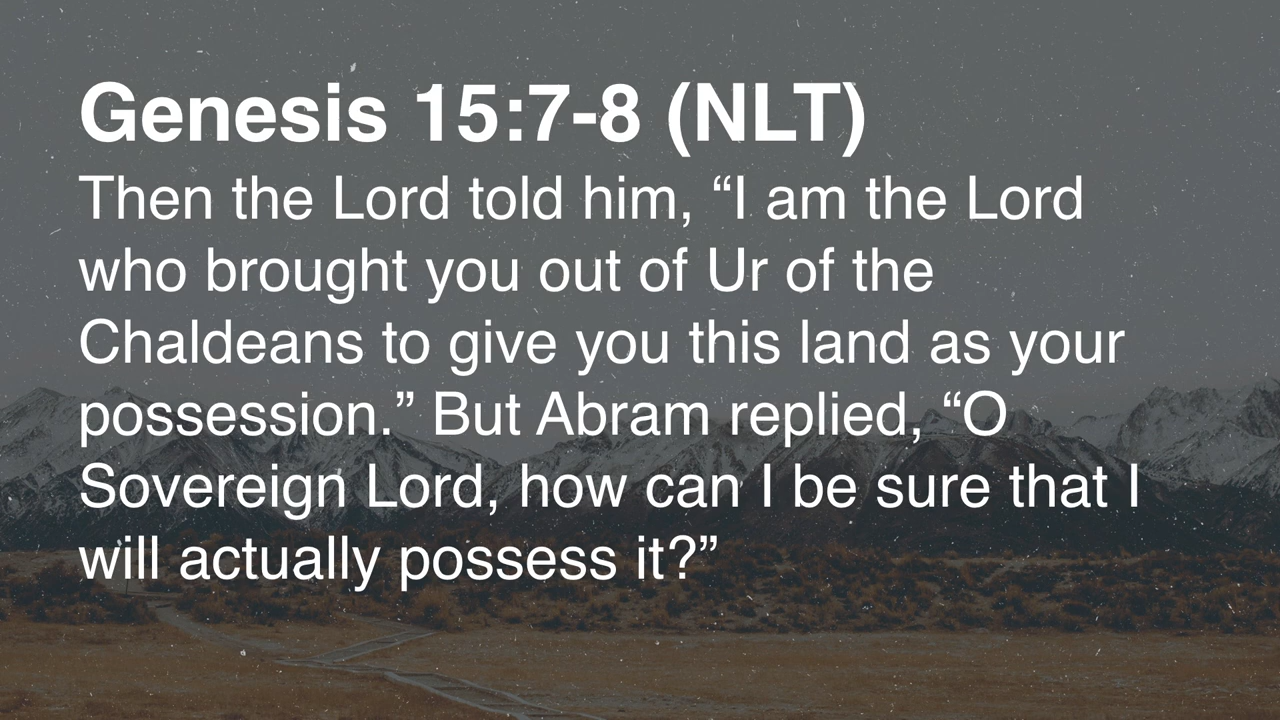 Genesis 15:7-8 (NLT)
Then the Lord told him, “I am the Lord
who brought you out of Ur of the
Chaldeans to give you this land as your
possession.” But Abram replied, “O
Sovereign Lord, how can I be sure that I
will actually possess it?”